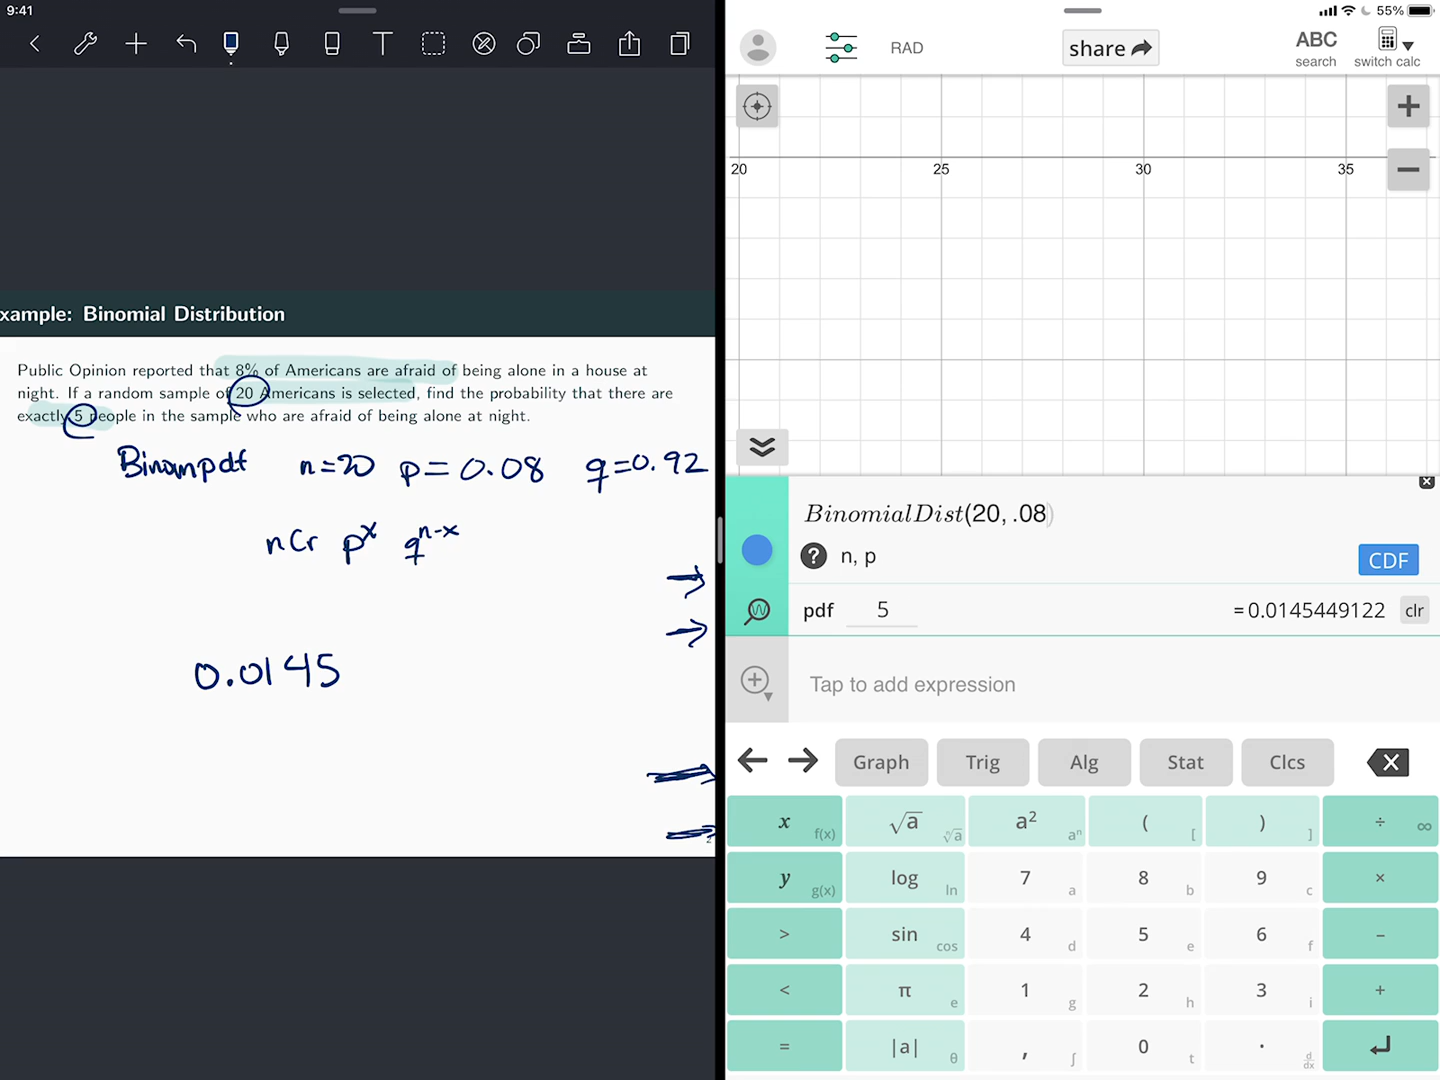 9:41
T
xample: Binomial Distribution
Public Opinion reported that 8% of Americans are afraid of being alone in a house at
night. If a random sample of 20 Americans is selected, find the probability that there are
exactly 5 people in the sample who are afraid of being alone at night.
Binompdf n=20 p=0.08 q=0.92
nCr p^x q^n-x
0.0145
2
55%
RAD
share
ABC
search
switch calc
+
20 25 30 35
−
BinomialDist(20, .08)
? n, p
CDF
pdf 5 =0.0145449122 clr
Tap to add expression
← → Graph Trig Alg Stat Clcs
x f(x) √a ⁿ√a a² aⁿ ( [ ) ] ÷ ∞
y g(x) log ln 7 a 8 b 9 c ×
> sin cos 4 d 5 e 6 f −
< π e 1 g 2 h 3 i +
= |a| θ , ∫ 0 t . d/dx